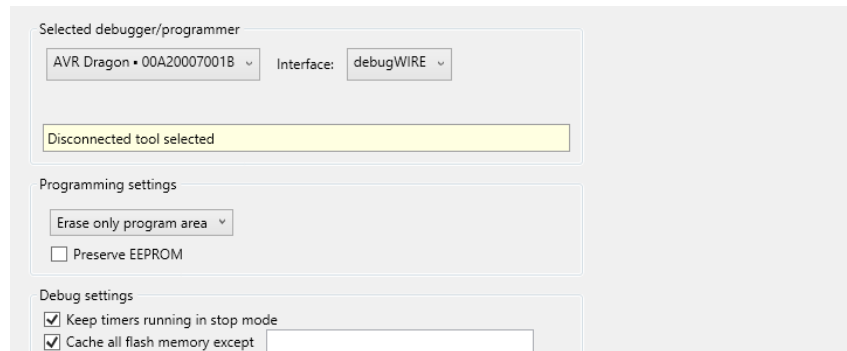 Selected debugger/programmer
AVR Dragon • 00A20007001B Interface: debugWIRE
Disconnected tool selected
Programming settings
Erase only program area
Preserve EEPROM
Debug settings
Keep timers running in stop mode
Cache all flash memory except